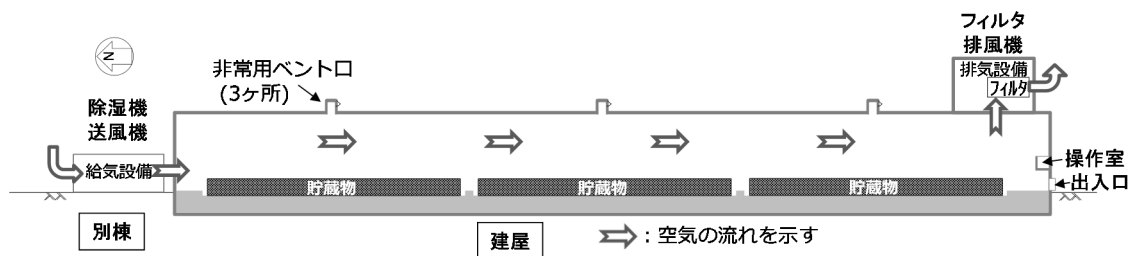 フィルタ
排風機
N
非常用ベント口
(3ヶ所)
排気設備
フィルタ
除湿機
送風機
給気設備
操作室
貯蔵物
貯蔵物
貯蔵物
出入口
別棟
建屋
：空気の流れを示す